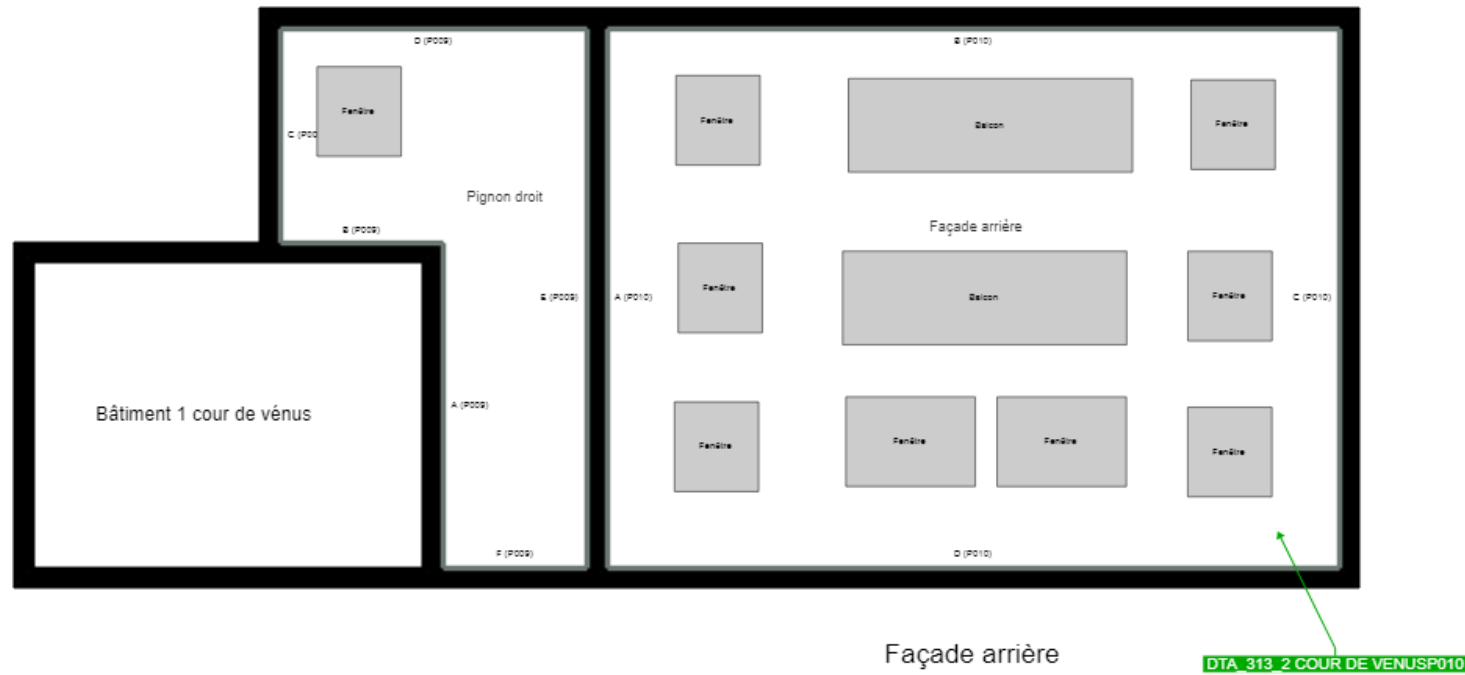 D (P009)
B (P010)
Fenêtre
Fenêtre
Balcon
Fenêtre
C (P00
Pignon droit
Façade arrière
B (P009)
Fenêtre
Balcon
Fenêtre
E (P009)
A (P010)
C (P010)
Bâtiment 1 cour de vénus
A (P009)
Fenêtre
Fenêtre
Fenêtre
Fenêtre
F (P009)
D (P010)
Façade arrière
DTA_313_2 COUR DE VENUSP010